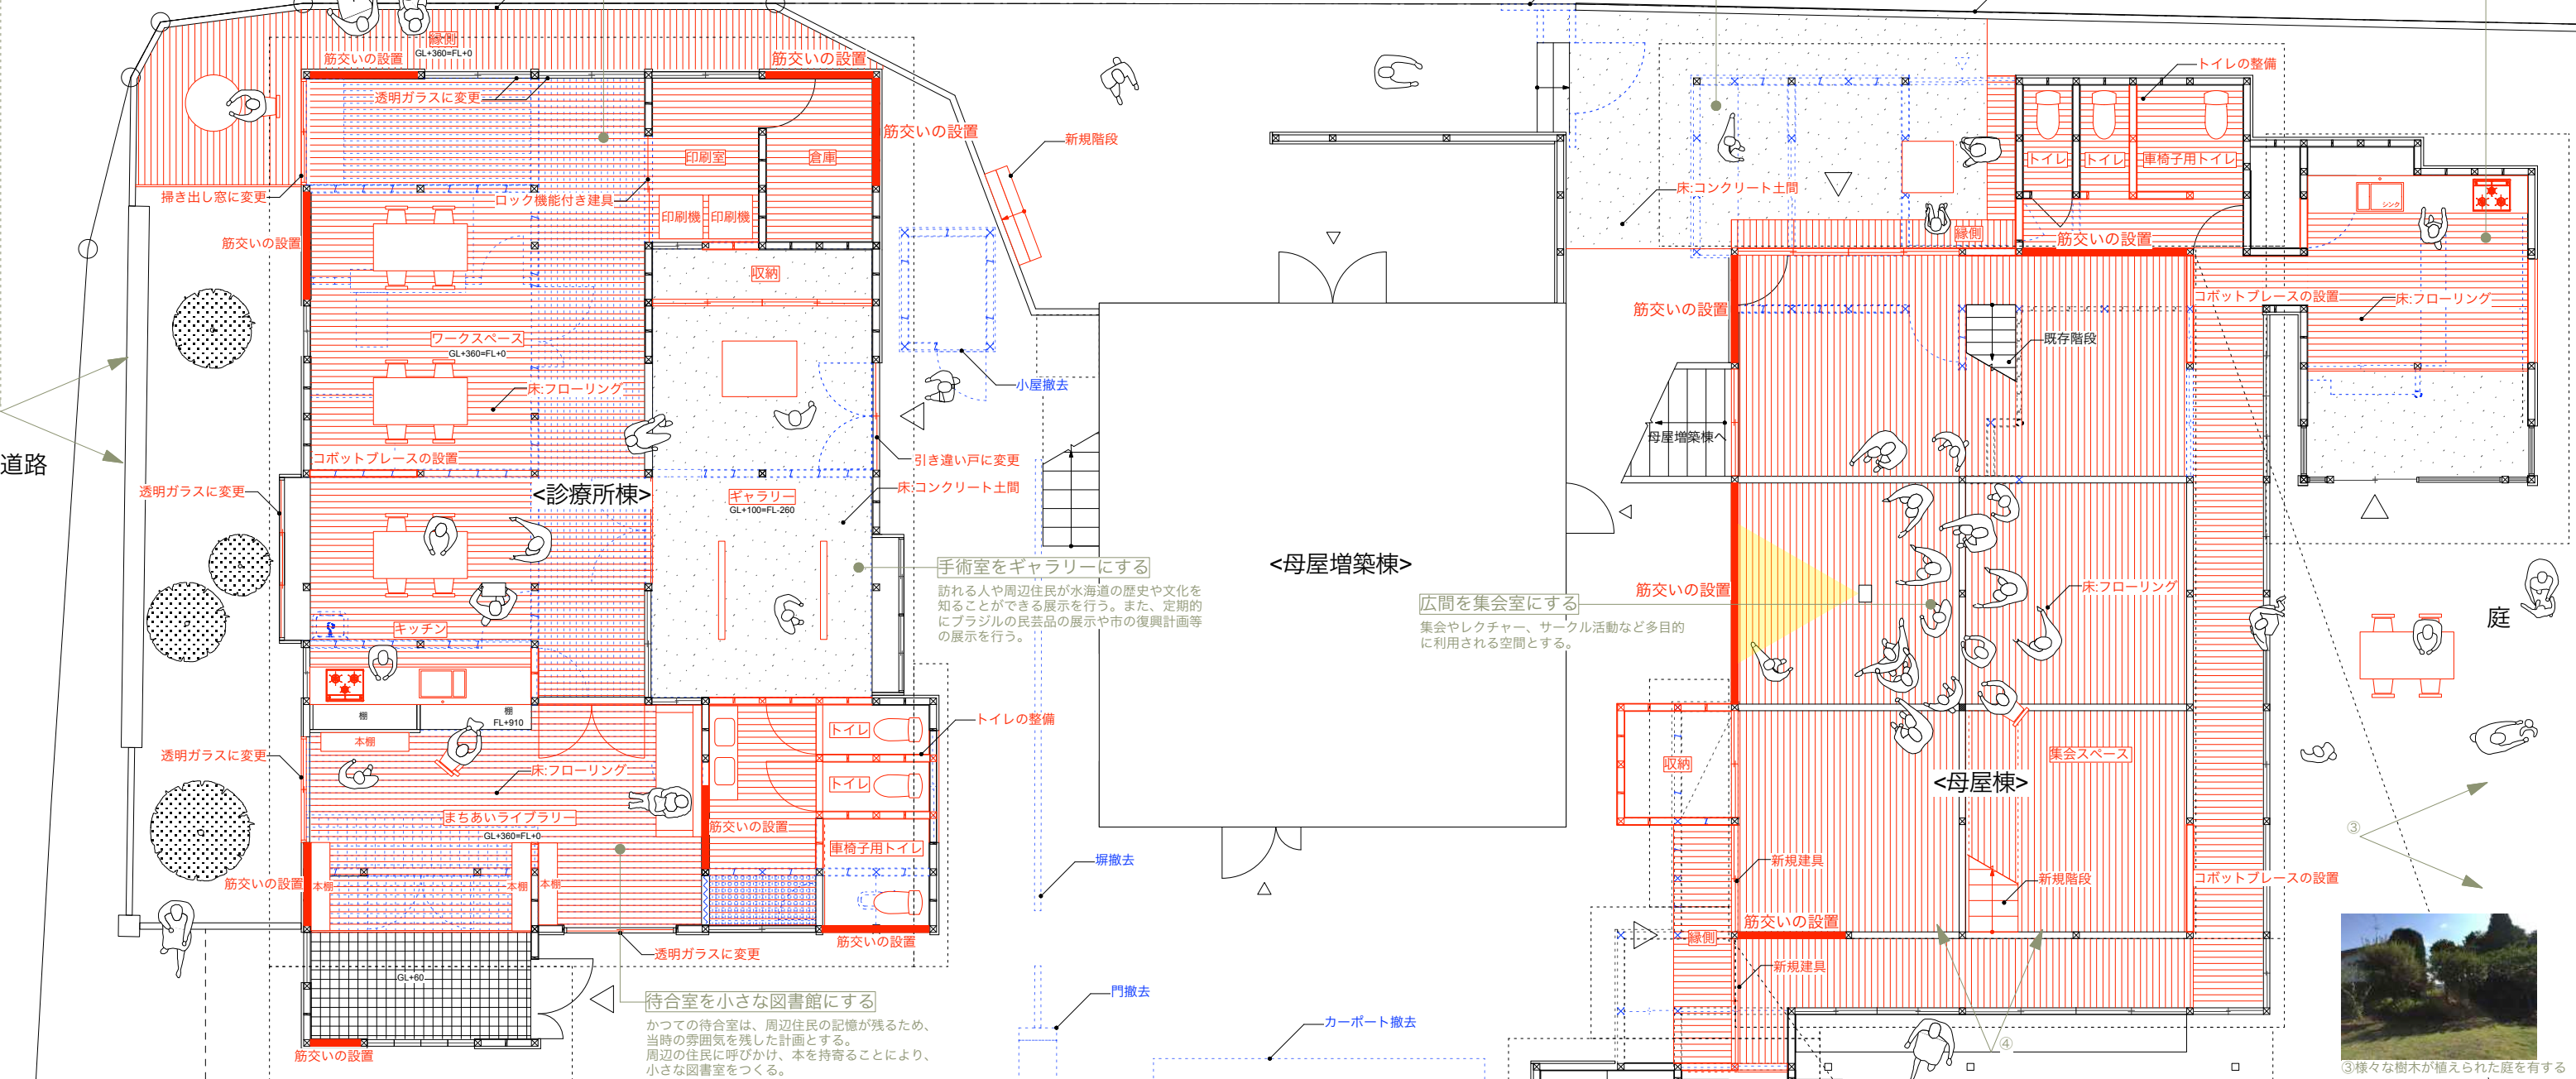 縁側
GL+360=FL+0
筋交いの設置
筋交いの設置
透明ガラスに変更
筋交いの設置
印刷室
倉庫
新規階段
掃き出し窓に変更
ロック機能付き建具
印刷機
印刷機
筋交いの設置
収納
ワークスペース
GL+360=FL+0
床:フローリング
小屋撤去
道路
コボットブレースの設置
引き違い戸に変更
透明ガラスに変更
<診療所棟>
ギャラリー
GL+100=FL-260
床:コンクリート土間
手術室をギャラリーにする
訪れる人や周辺住民が水海道の歴史や文化を
知ることができる展示を行う。また、定期的
にブラジルの民芸品の展示や市の復興計画等
の展示を行う。
キッチン
棚
棚
FL+910
本棚
透明ガラスに変更
床:フローリング
まちあいライブラリー
GL+360=FL+0
トイレ
トイレ
トイレの整備
筋交いの設置
車椅子用トイレ
筋交いの設置
本棚
本棚
本棚
筋交いの設置
透明ガラスに変更
GL+60
筋交いの設置
待合室を小さな図書館にする
かつての待合室は、周辺住民の記憶が残るため、
当時の雰囲気を残した計画とする。
周辺の住民に呼びかけ、本を持寄ることにより、
小さな図書室をつくる。
塀撤去
門撤去
カーポート撤去
<母屋増築棟>
トイレの整備
トイレ
トイレ
車椅子用トイレ
床:コンクリート土間
シンク
縁側
筋交いの設置
筋交いの設置
コボットブレースの設置
床:フローリング
既存階段
母屋増築棟へ
筋交いの設置
広間を集会室にする
集会やレクチャー、サークル活動など多目的
に利用される空間とする。
床:フローリング
庭
収納
集会スペース
<母屋棟>
新規建具
新規階段
コボットブレースの設置
③
筋交いの設置
縁側
新規建具
④
③様々な樹木が植えられた庭を有する